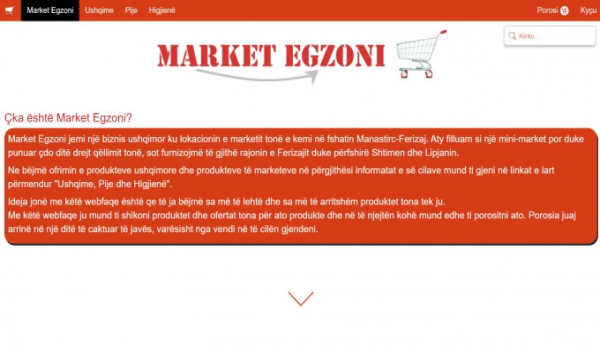 Market Egzoni Ushqime Pije Higjienë Porosi Kyçu
Kërko...
MARKET EGZONI
Çka është Market Egzoni?
Market Egzoni jemi një biznis ushqimor ku lokacionin e marketit tonë e kemi në fshatin Manastirc-Ferizaj. Aty filluam si një mini-market por duke
punuar çdo ditë drejt qëllimit tonë, sot furnizojmë të gjithë rajonin e Ferizajit duke përfshirë Shtimen dhe Lipjanin.
Ne bëjmë ofrimin e produkteve ushqimore dhe produkteve të marketeve në përgjithësi informatat e së cilave mund ti gjeni në linkat e lart
përmendur "Ushqime, Pije dhe Higjienë".
Ideja jonë me këtë webfaqe është qe të ja bëjmë sa më të lehtë dhe sa më të arritshëm produktet tona tek ju.
Me këtë webfaqe ju mund ti shikoni produktet dhe ofertat tona për ato produkte dhe në të njejtën kohë mund edhe ti porositni ato. Porosia juaj
arrinë në një ditë të caktuar të javës, varësisht nga vendi në të cilën gjendeni.